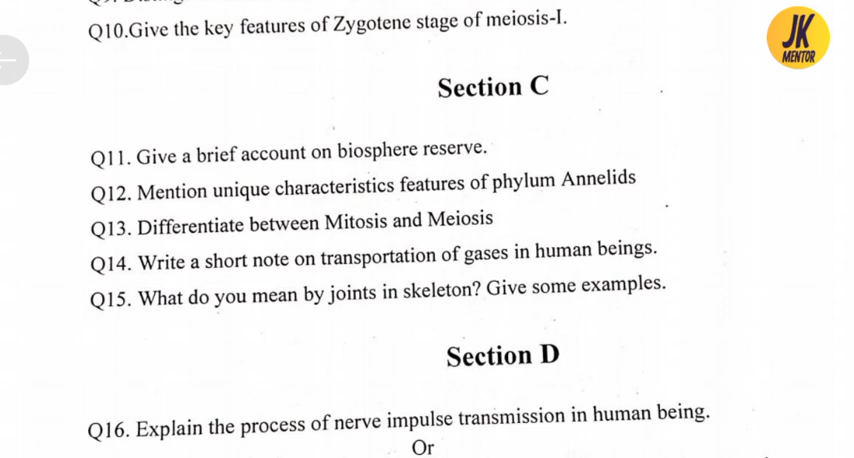 Q10.Give the key features of Zygotene stage of meiosis-I.
JK
MENTOR
Section C
Q11. Give a brief account on biosphere reserve.
Q12. Mention unique characteristics features of phylum Annelids
Q13. Differentiate between Mitosis and Meiosis
Q14. Write a short note on transportation of gases in human beings.
Q15. What do you mean by joints in skeleton? Give some examples.
Section D
Q16. Explain the process of nerve impulse transmission in human being.
Or